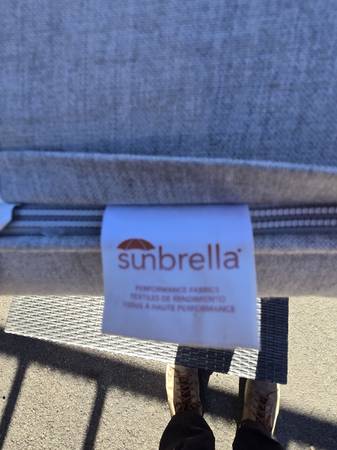 sunbrella®
PERFORMANCE FABRICS
TEXTILES DE RENDIMIENTO
TISSUS À HAUTE PERFORMANCE